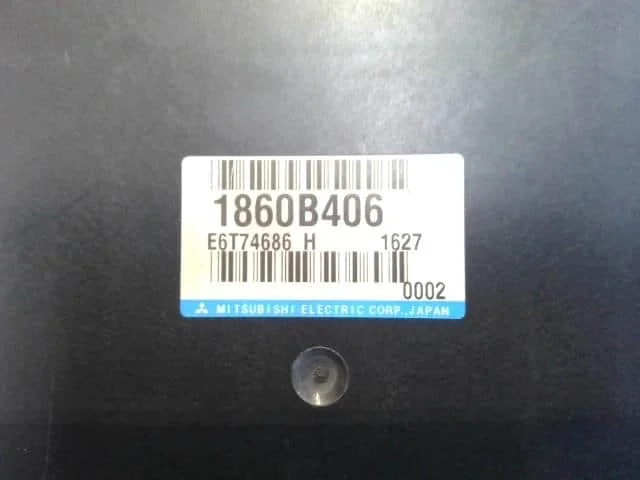 1860B406
E6T74686 H 1627
0002
MITSUBISHI ELECTRIC CORP.,JAPAN